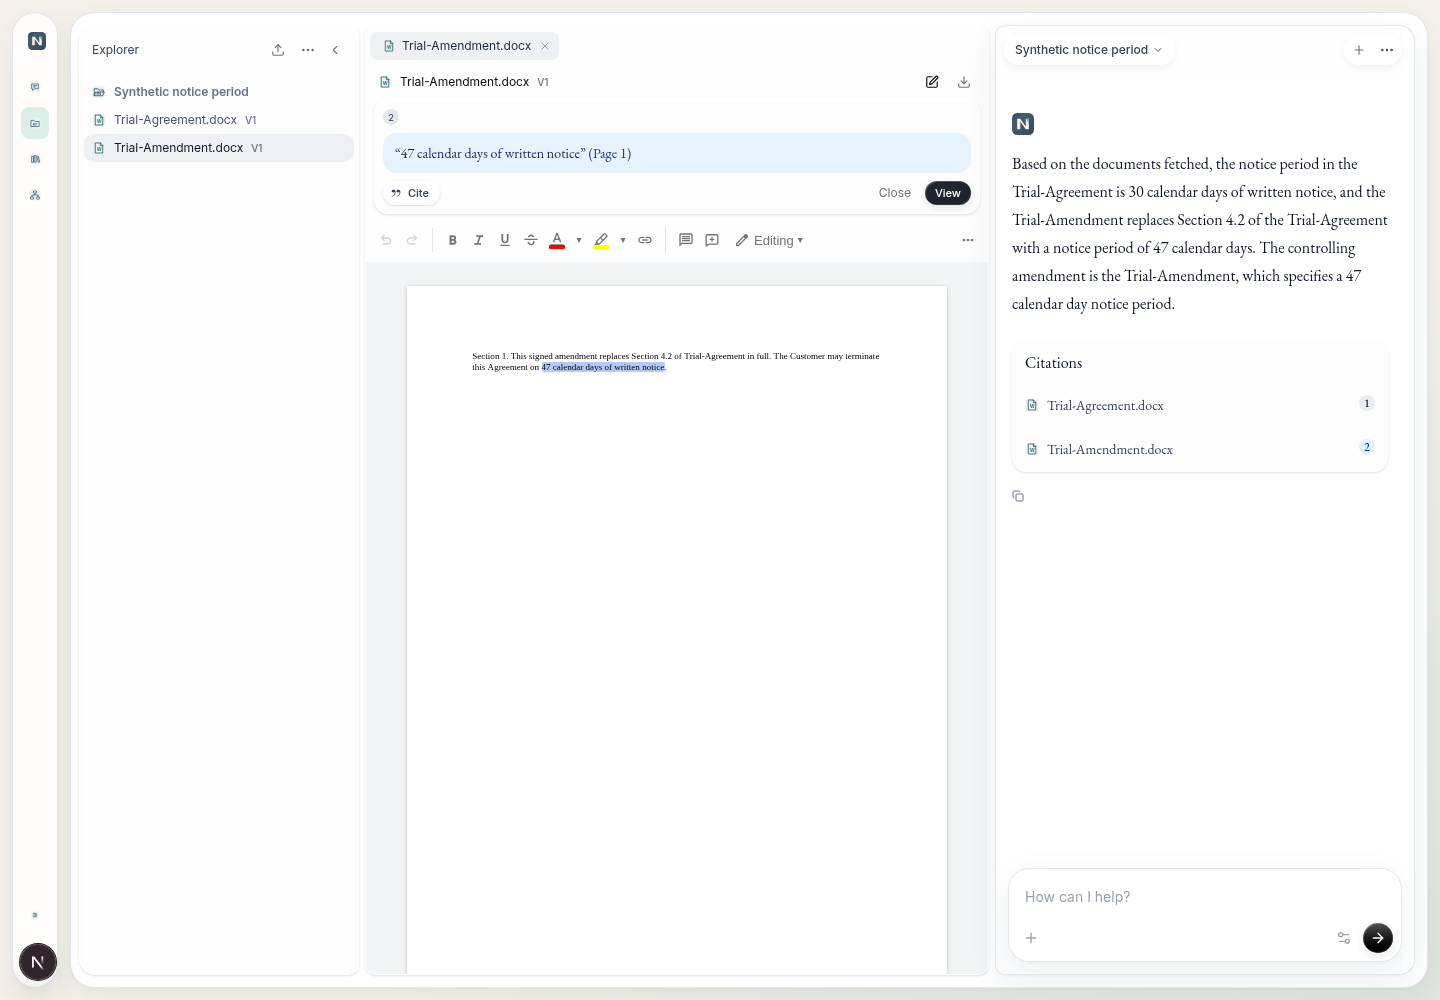 N
Explorer
Synthetic notice period
Trial-Agreement.docx V1
Trial-Amendment.docx V1
N
Trial-Amendment.docx
Trial-Amendment.docx V1
2
“47 calendar days of written notice” (Page 1)
Cite
Close
View
B I U S A
Editing
Section 1. This signed amendment replaces Section 4.2 of Trial-Agreement in full. The Customer may terminate
this Agreement on 47 calendar days of written notice.
Synthetic notice period
N
Based on the documents fetched, the notice period in the
Trial-Agreement is 30 calendar days of written notice, and the
Trial-Amendment replaces Section 4.2 of the Trial-Agreement
with a notice period of 47 calendar days. The controlling
amendment is the Trial-Amendment, which specifies a 47
calendar day notice period.
Citations
Trial-Agreement.docx 1
Trial-Amendment.docx 2
How can I help?